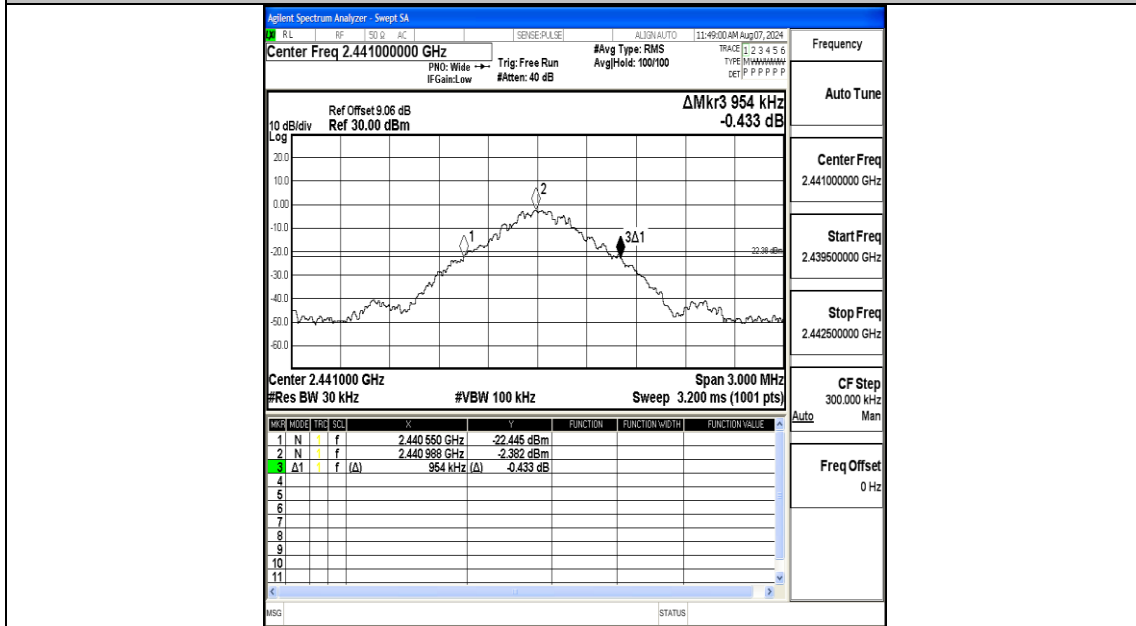 Agilent Spectrum Analyzer - Swept SA
RL RF 50 Ω AC SENSE:PULSE ALIGN AUTO 11:49:00 AM Aug 07, 2024
Center Freq 2.441000000 GHz
PNO: Wide
IFGain:Low
Trig: Free Run
#Atten: 40 dB
#Avg Type: RMS
Avg|Hold: 100/100
TRACE 1 2 3 4 5 6
TYPE M WWWWW
DET P P P P P P
ΔMkr3 954 kHz
-0.433 dB
Ref Offset 9.06 dB
10 dB/div Ref 30.00 dBm
Log
20.0
10.0
0.00
-10.0
-20.0
-30.0
-40.0
-50.0
-60.0
1
2
3Δ1
-22.38 dBm
Center 2.441000 GHz Span 3.000 MHz
#Res BW 30 kHz #VBW 100 kHz Sweep 3.200 ms (1001 pts)
MKR MODE TRC SCL X Y FUNCTION FUNCTION WIDTH FUNCTION VALUE
1 N 1 f 2.440 550 GHz -22.445 dBm
2 N 1 f 2.440 988 GHz -2.382 dBm
3 Δ1 1 f (Δ) 954 kHz (Δ) -0.433 dB
4
5
6
7
8
9
10
11
MSG STATUS
Frequency
Auto Tune
Center Freq
2.441000000 GHz
Start Freq
2.439500000 GHz
Stop Freq
2.442500000 GHz
CF Step
300.000 kHz
Auto Man
Freq Offset
0 Hz